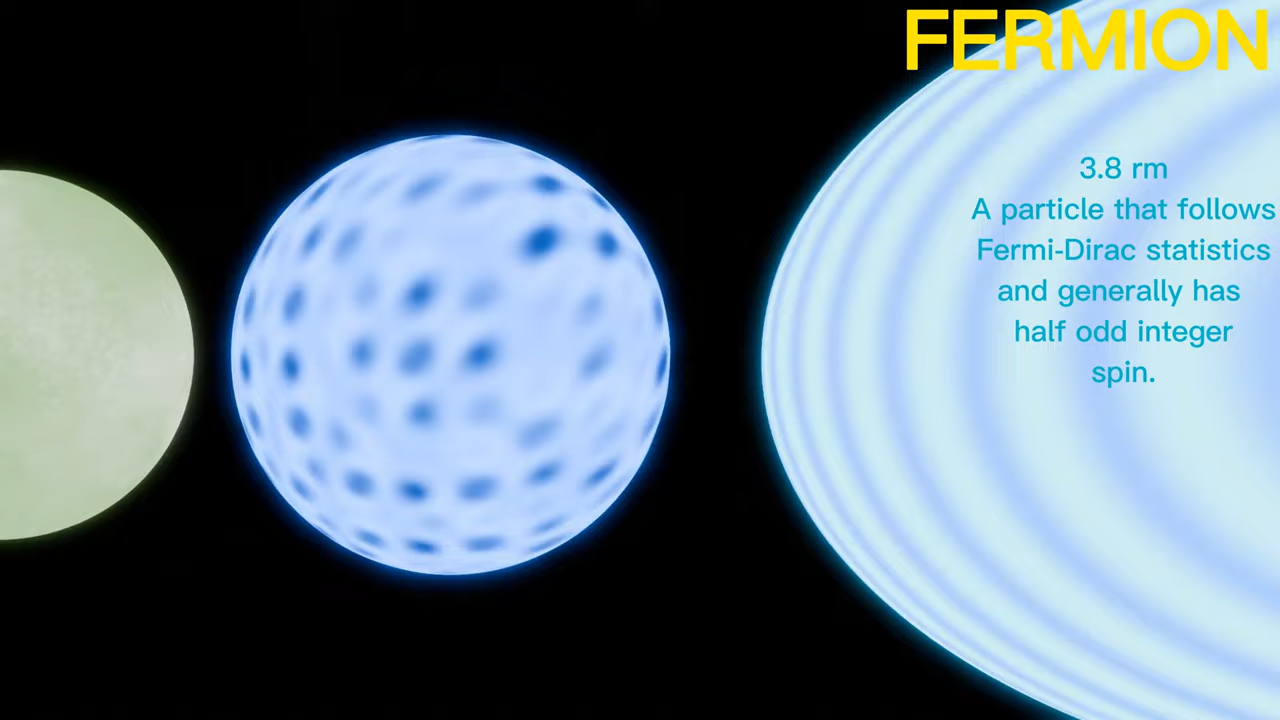 FERMION
3.8 rm
A particle that follows
Fermi-Dirac statistics
and generally has
half odd integer
spin.